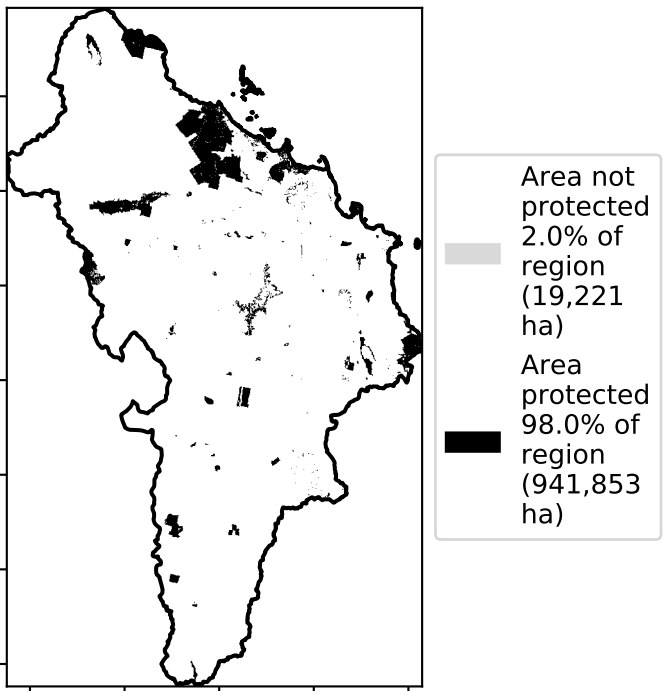 Area not
protected
2.0% of
region
(19,221
ha)
Area
protected
98.0% of
region
(941,853
ha)